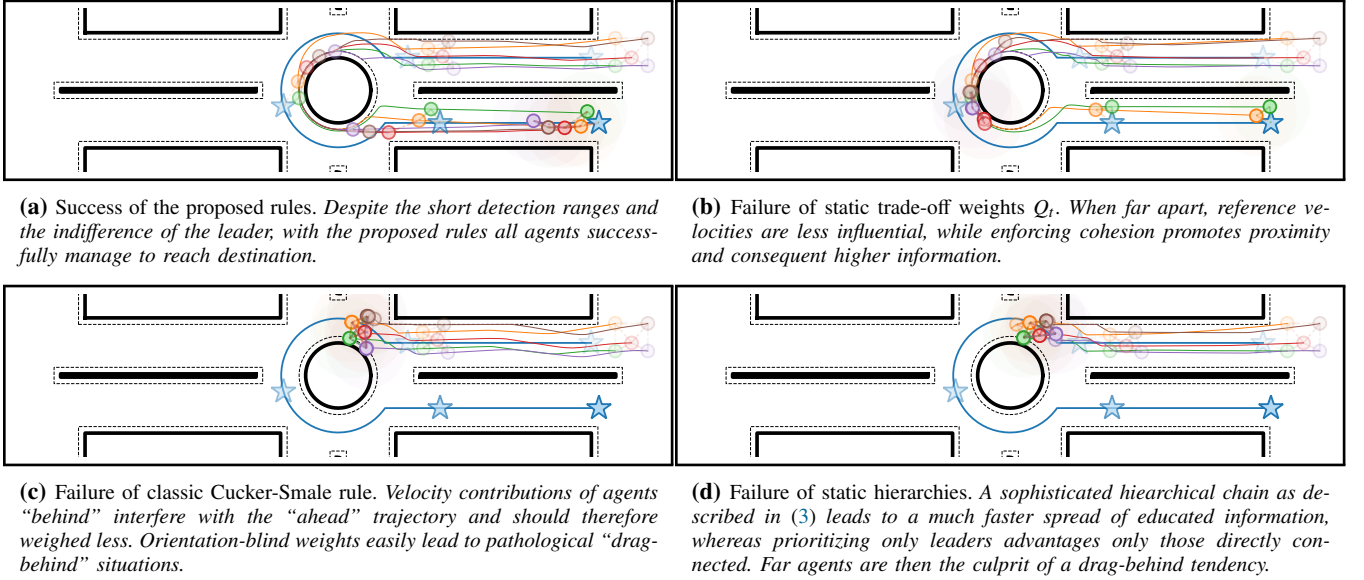 (a) Success of the proposed rules. Despite the short detection ranges and
the indifference of the leader, with the proposed rules all agents success-
fully manage to reach destination.
(b) Failure of static trade-off weights Qₜ. When far apart, reference ve-
locities are less influential, while enforcing cohesion promotes proximity
and consequent higher information.
(c) Failure of classic Cucker-Smale rule. Velocity contributions of agents
“behind” interfere with the “ahead” trajectory and should therefore
weighed less. Orientation-blind weights easily lead to pathological “drag-
behind” situations.
(d) Failure of static hierarchies. A sophisticated hiearchical chain as de-
scribed in (3) leads to a much faster spread of educated information,
whereas prioritizing only leaders advantages only those directly con-
nected. Far agents are then the culprit of a drag-behind tendency.